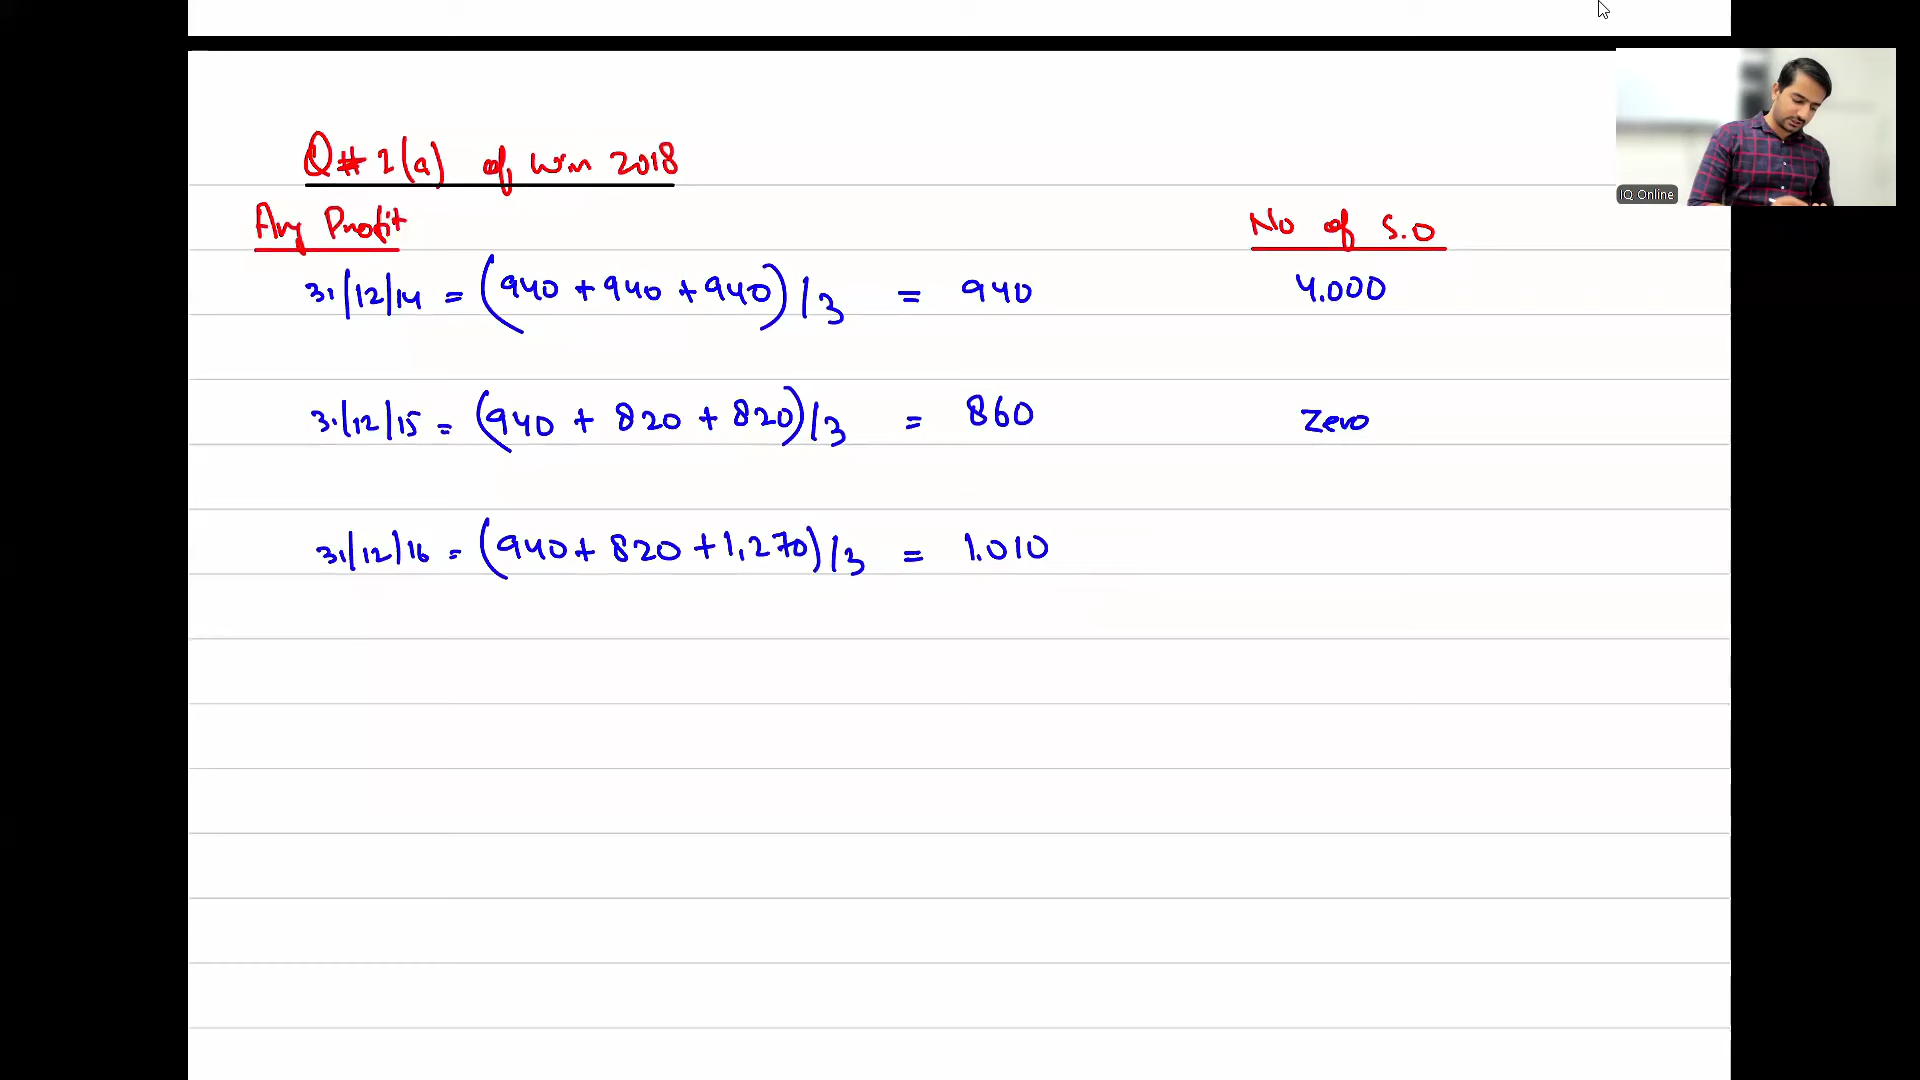 Q# 2(a) of Win 2018
Avg Profit
No of S.O
31/12/14 = (940 + 940 + 940) / 3 = 940
4.000
31/12/15 = (940 + 820 + 820) / 3 = 860
Zero
31/12/16 = (940 + 820 + 1,270) / 3 = 1.010
IQ Online